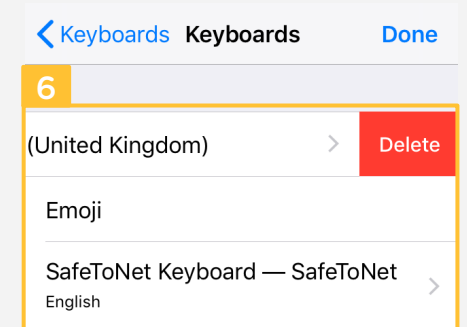 Keyboards Keyboards Done
6
(United Kingdom) Delete
Emoji
SafeToNet Keyboard — SafeToNet
English